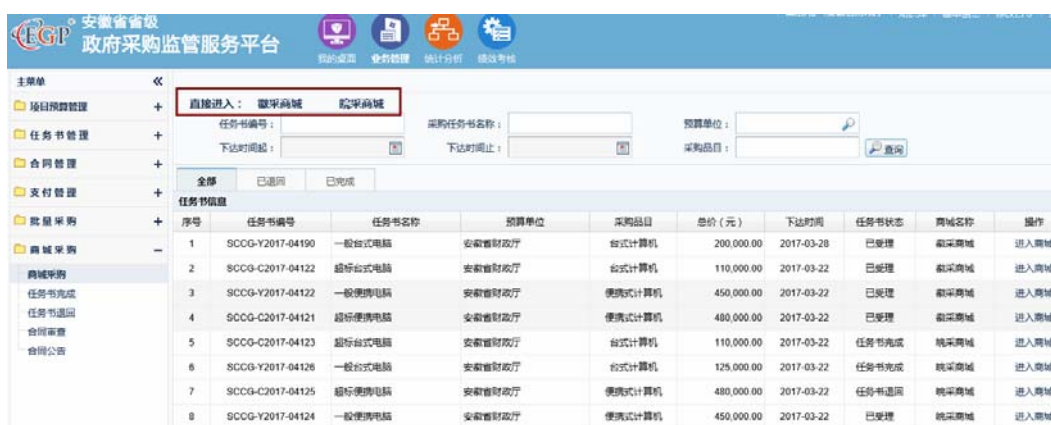 EGP 安徽省省级
政府采购监管服务平台
我的桌面 业务管理 统计分析 绩效考核
主菜单 «
项目预算管理 +
任务书管理 +
合同管理 +
支付管理 +
批量采购 +
商城采购 −
商城采购
任务书完成
任务书退回
合同审查
合同公告
直接进入： 徽采商城 皖采商城
任务书编号： 采购任务书名称： 预算单位：
下达时间起： 下达时间止： 采购品目： 查询
全部 已退回 已完成
任务书信息
序号 任务书编号 任务书名称 预算单位 采购品目 总价（元） 下达时间 任务书状态 商城名称 操作
1 SCCG-Y2017-04190 一般台式电脑 安徽省财政厅 台式计算机 200,000.00 2017-03-28 已受理 徽采商城 进入商城
2 SCCG-C2017-04122 超标台式电脑 安徽省财政厅 台式计算机 110,000.00 2017-03-22 已受理 徽采商城 进入商城
3 SCCG-Y2017-04122 一般便携电脑 安徽省财政厅 便携式计算机 450,000.00 2017-03-22 已受理 徽采商城 进入商城
4 SCCG-C2017-04121 超标便携电脑 安徽省财政厅 便携式计算机 480,000.00 2017-03-22 已受理 徽采商城 进入商城
5 SCCG-C2017-04123 超标台式电脑 安徽省财政厅 台式计算机 110,000.00 2017-03-22 任务书完成 皖采商城 进入商城
6 SCCG-Y2017-04126 一般台式电脑 安徽省财政厅 台式计算机 125,000.00 2017-03-22 任务书完成 皖采商城 进入商城
7 SCCG-C2017-04125 超标便携电脑 安徽省财政厅 便携式计算机 480,000.00 2017-03-22 任务书退回 皖采商城 进入商城
8 SCCG-Y2017-04124 一般便携电脑 安徽省财政厅 便携式计算机 450,000.00 2017-03-22 已受理 皖采商城 进入商城